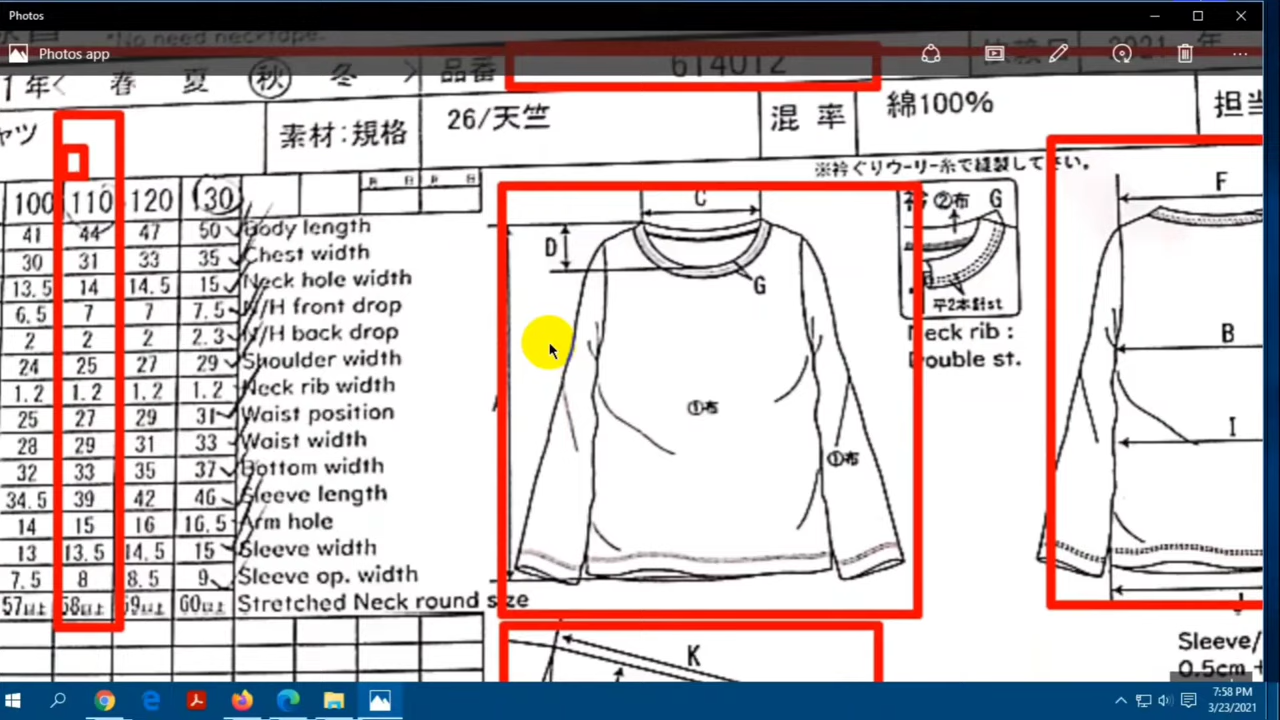 Photos
*No need necktape.
Photos app
1年< 春 夏 秋 冬 > 品番 614012 2021 年
ャツ 素材:規格 26/天竺 混 率 綿100% 担当
※衿ぐりウーリー糸で縫製して さい。
100 110 120 130 月 日 月 日
41 44 47 50 Body length
30 31 33 35 Chest width
13.5 14 14.5 15 Neck hole width
6.5 7 7 7.5 N/H front drop
2 2 2 2.3 N/H back drop
24 25 27 29 Shoulder width
1.2 1.2 1.2 1.2 Neck rib width
25 27 29 31 Waist position
28 29 31 33 Waist width
32 33 35 37 Bottom width
34.5 39 42 46 Sleeve length
14 15 16 16.5 Arm hole
13 13.5 14.5 15 Sleeve width
7.5 8 8.5 9 Sleeve op. width
57以上 58以上 59以上 60以上 Stretched Neck round size
C
D
G
①布
①布
②布 G
平2本針st
Neck rib :
Double st.
F
B
I
K
Sleeve/
0.5cm
7:58 PM
3/23/2021